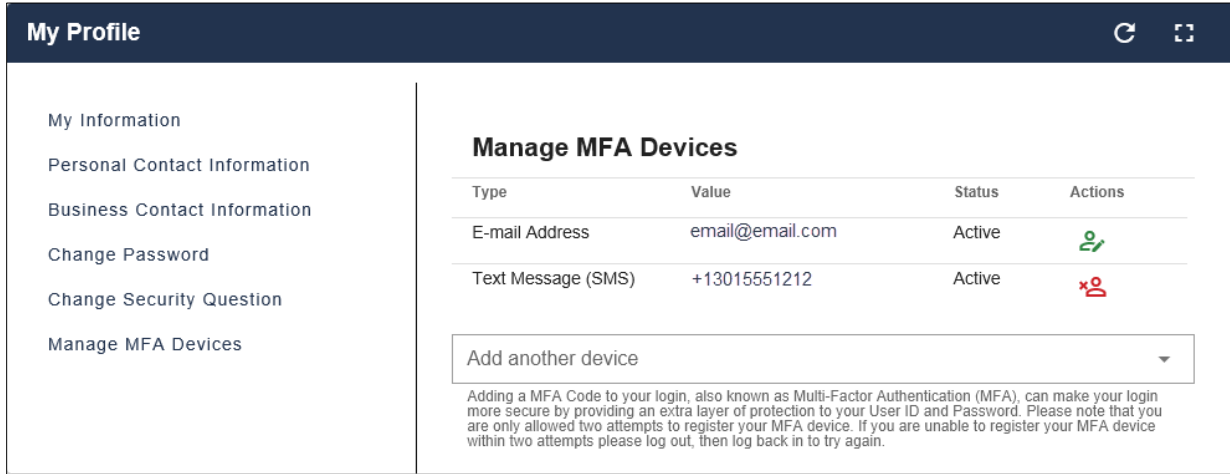 My Profile
My Information
Personal Contact Information
Business Contact Information
Change Password
Change Security Question
Manage MFA Devices
Manage MFA Devices
Type Value Status Actions
E-mail Address email@email.com Active
Text Message (SMS) +13015551212 Active
Add another device
Adding a MFA Code to your login, also known as Multi-Factor Authentication (MFA), can make your login
more secure by providing an extra layer of protection to your User ID and Password. Please note that you
are only allowed two attempts to register your MFA device. If you are unable to register your MFA device
within two attempts please log out, then log back in to try again.